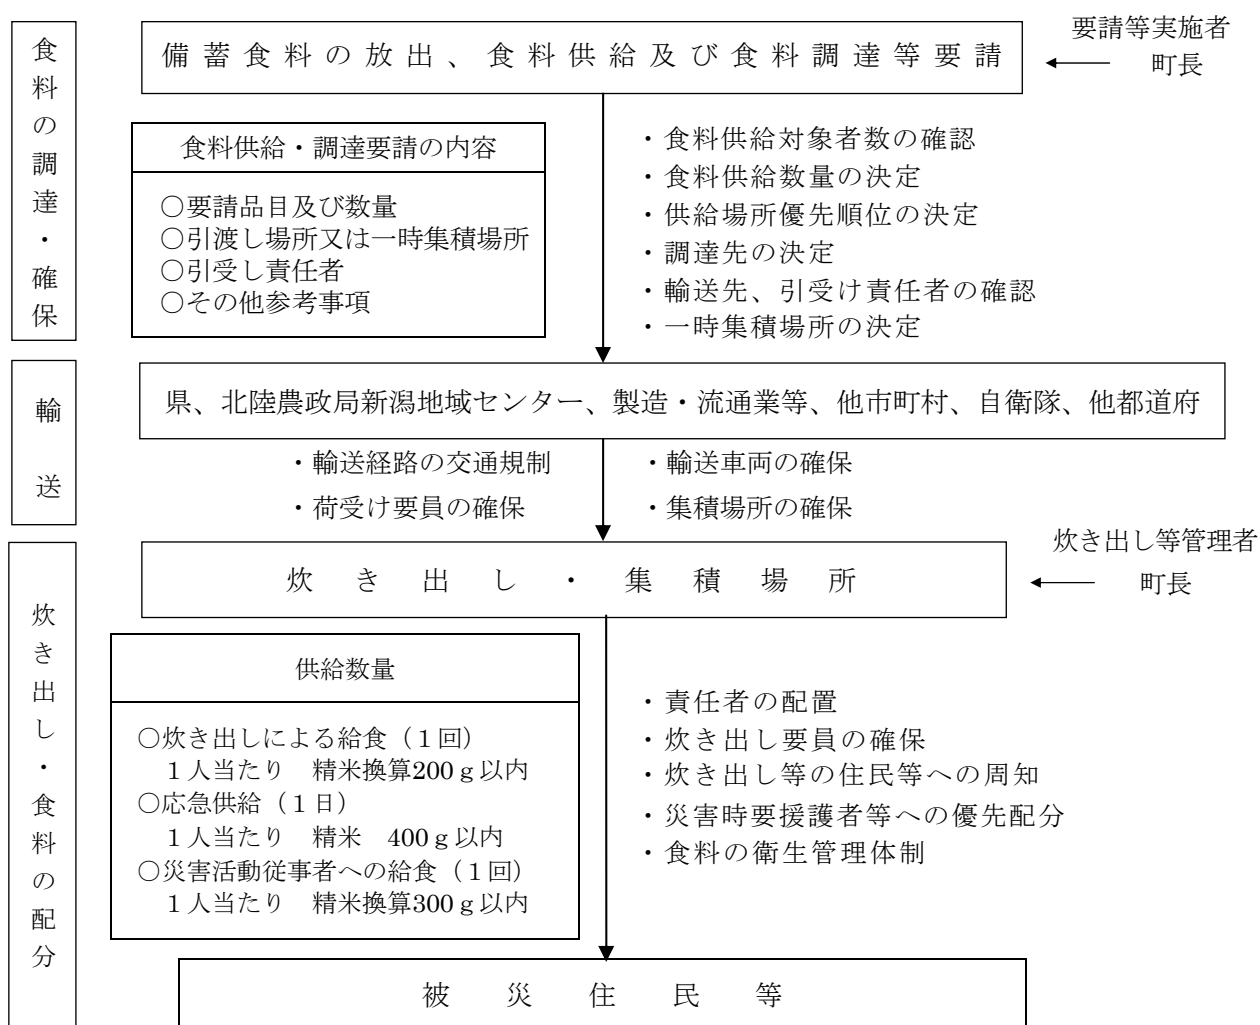 食料の調達・確保
備蓄食料の放出、食料供給及び食料調達等要請
要請等実施者
町長
食料供給・調達要請の内容
○要請品目及び数量
○引渡し場所又は一時集積場所
○引受し責任者
○その他参考事項
・食料供給対象者数の確認
・食料供給数量の決定
・供給場所優先順位の決定
・調達先の決定
・輸送先、引受け責任者の確認
・一時集積場所の決定
輸送
県、北陸農政局新潟地域センター、製造・流通業等、他市町村、自衛隊、他都道府
・輸送経路の交通規制
・輸送車両の確保
・荷受け要員の確保
・集積場所の確保
炊き出し・食料の配分
炊き出し・集積場所
炊き出し等管理者
町長
供給数量
○炊き出しによる給食（１回）
１人当たり　精米換算200ｇ以内
○応急供給（１日）
１人当たり　精米　400ｇ以内
○災害活動従事者への給食（１回）
１人当たり　精米換算300ｇ以内
・責任者の配置
・炊き出し要員の確保
・炊き出し等の住民等への周知
・災害時要援護者等への優先配分
・食料の衛生管理体制
被災住民等